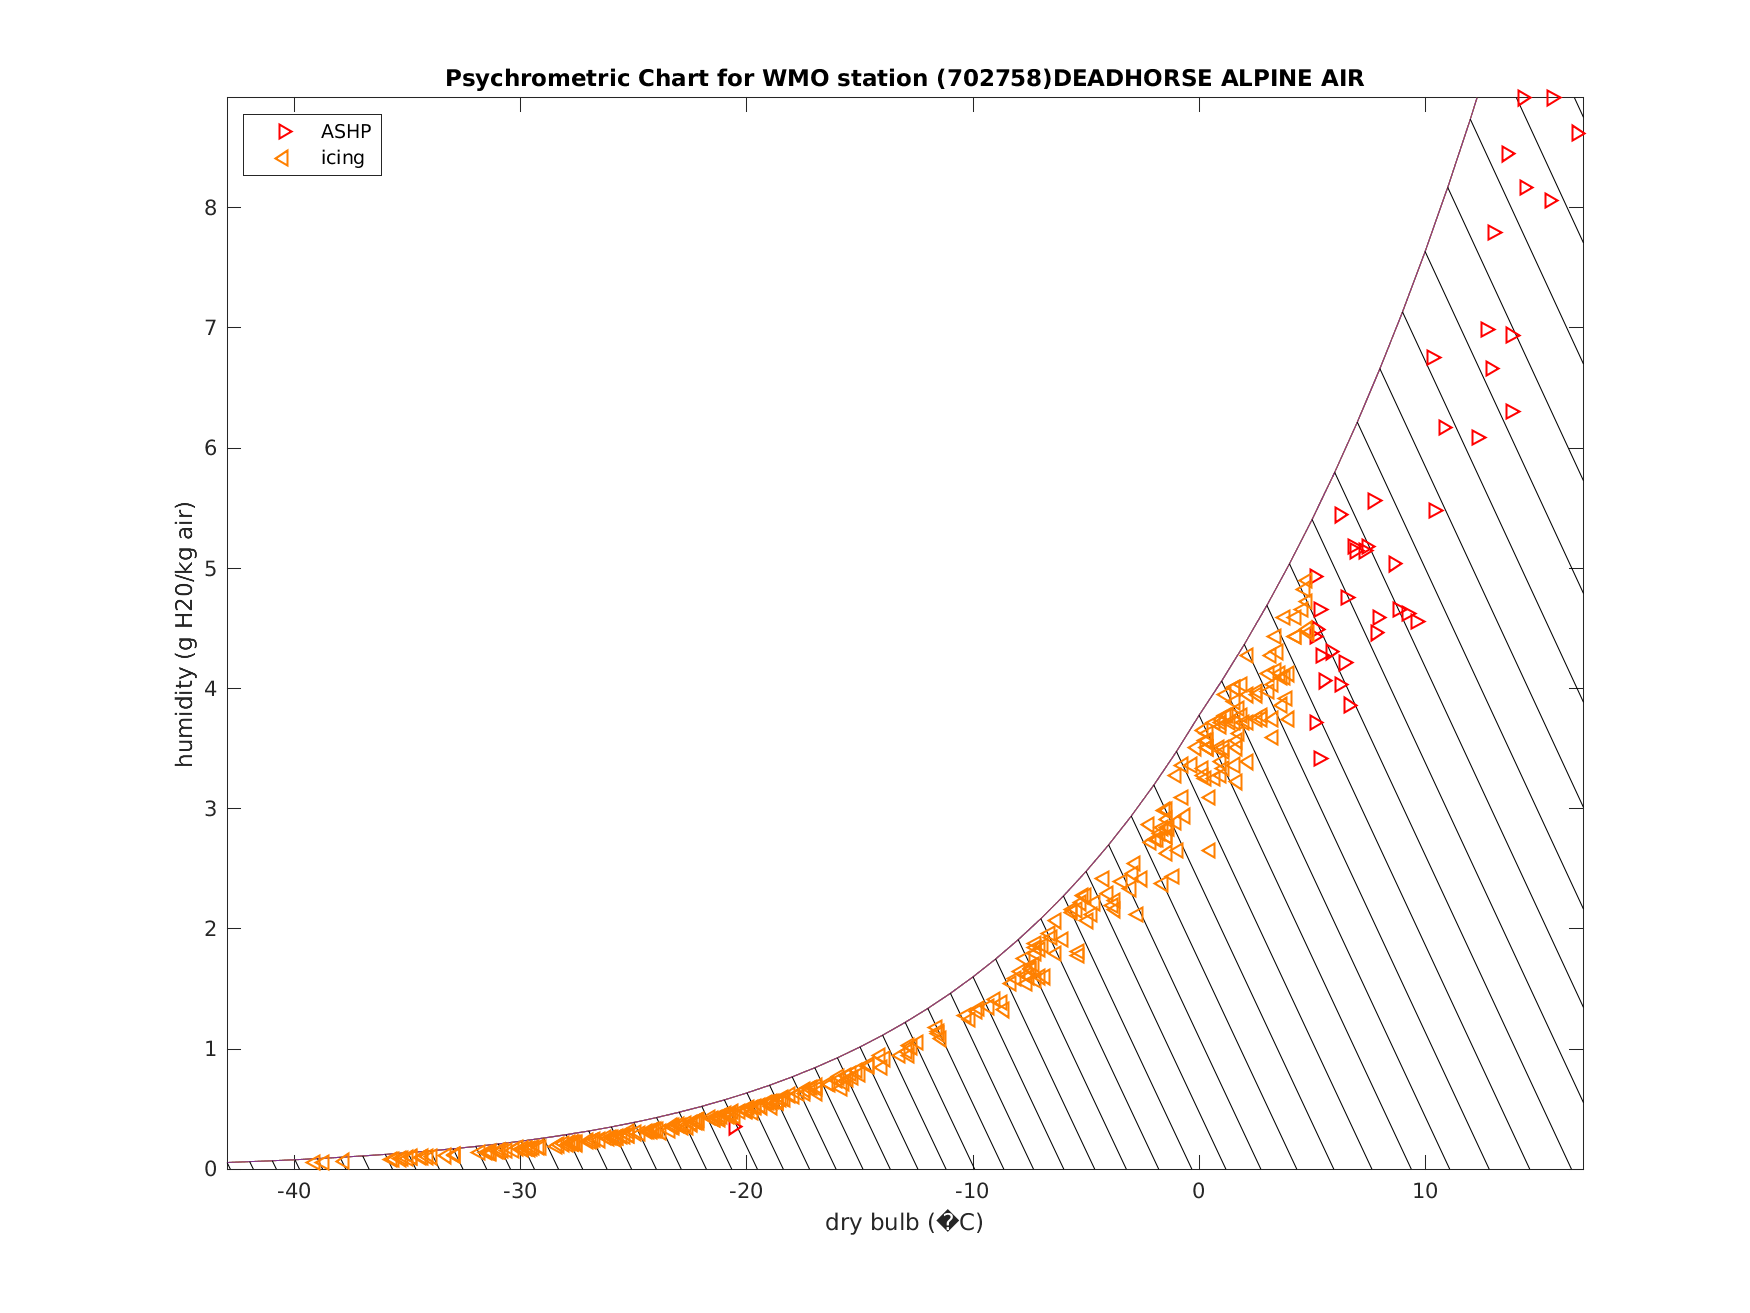 Psychrometric Chart for WMO station (702758)DEADHORSE ALPINE AIR
ASHP
icing
humidity (g H20/kg air)
8
7
6
5
4
3
2
1
0
-40 -30 -20 -10 0 10
dry bulb (�C)